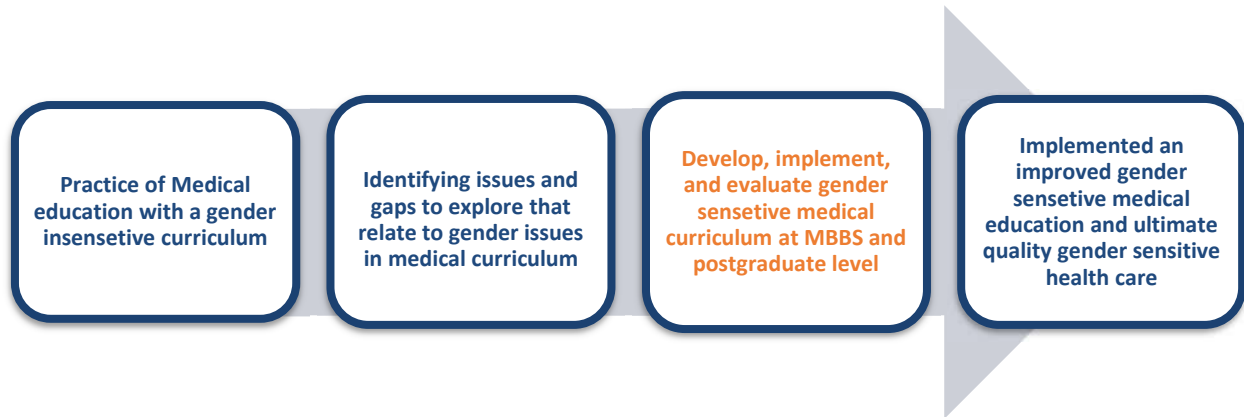 Practice of Medical
education with a gender
insensetive curriculum
Identifying issues and
gaps to explore that
relate to gender issues
in medical curriculum
Develop, implement,
and evaluate gender
sensetive medical
curriculum at MBBS and
postgraduate level
Implemented an
improved gender
sensetive medical
education and ultimate
quality gender sensitive
health care